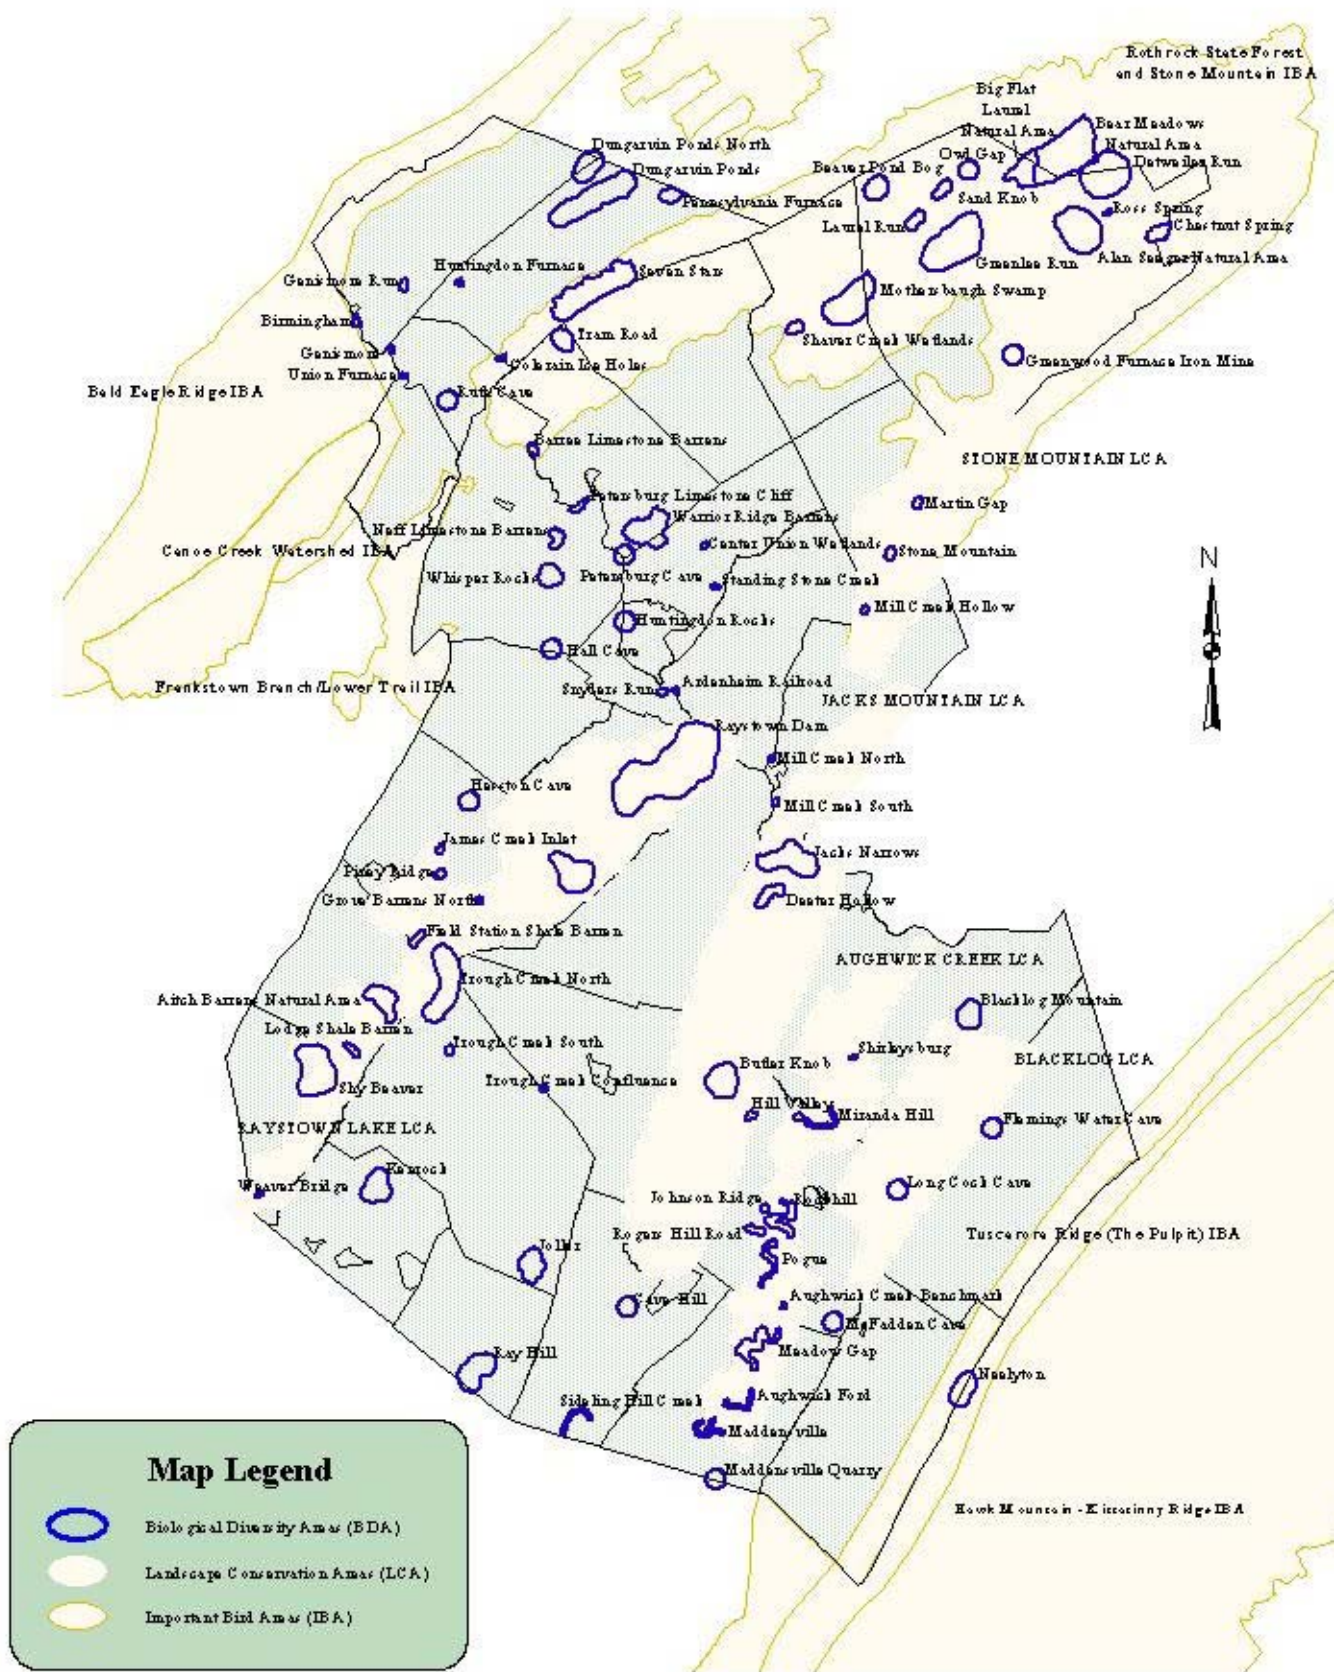 Rothrock State Forest
and Stone Mountain IBA
Big Flat
Laurel
Natural Area
Bear Meadows
Natural Area
Owl Gap
Detweiler Run
Dungarvin Ponds North
Dungarvin Ponds
Beaver Pond Bog
Pennsylvania Furnace
Sand Knob
Ross Spring
Laurel Run
Chestnut Spring
Greenlee Run
Alan Seeger Natural Area
Huntingdon Furnace
Seven Stars
Gensimore Run
Mothersbaugh Swamp
Birmingham
Tram Road
Shaver Creek Wetlands
Gensimore
Colerain Ice Holes
Greenwood Furnace Iron Mine
Union Furnace
Bald Eagle Ridge IBA
Ruth Cave
Barree Limestone Barrens
STONE MOUNTAIN LCA
Petersburg Limestone Cliff
Martin Gap
Warrior Ridge Barrens
Neff Limestone Barrens
Center Union Wetlands
Canoe Creek Watershed IBA
Stone Mountain
Whisper Rocks
Petersburg Cave
Standing Stone Creek
Mill Creek Hollow
Huntingdon Rocks
Hall Cave
Frankstown Branch/Lower Trail IBA
Snyders Run
Ardenheim Railroad
JACKS MOUNTAIN LCA
Raystown Dam
Mill Creek North
Hesston Cave
Mill Creek South
James Creek Inlet
Jacks Narrows
Piney Ridge
Grove Barrens North
Deeter Hollow
Field Station Shale Barren
AUGHWICK CREEK LCA
Trough Creek North
Aitch Barrens Natural Area
Blacklog Mountain
Lodge Shale Barren
Trough Creek South
Shirleysburg
BLACKLOG LCA
Butler Knob
Shy Beaver
Trough Creek Confluence
Hill Valley
Miranda Hill
RAYSTOWN LAKE LCA
Flemings Water Cave
Kenrock
Weaver Bridge
Long Cosh Cave
Johnson Ridge
Rockhill
Rogers Hill Road
Tuscarora Ridge (The Pulpit) IBA
Joller
Pogue
Cave Hill
Aughwick Creek Benchmark
McFadden Cave
Meadow Gap
Ray Hill
Neelyton
Sideling Hill Creek
Aughwick Ford
Maddensville
Maddensville Quarry
Hawk Mountain - Kittatinny Ridge IBA
N
Map Legend
Biological Diversity Areas (BDA)
Landscape Conservation Areas (LCA)
Important Bird Areas (IBA)